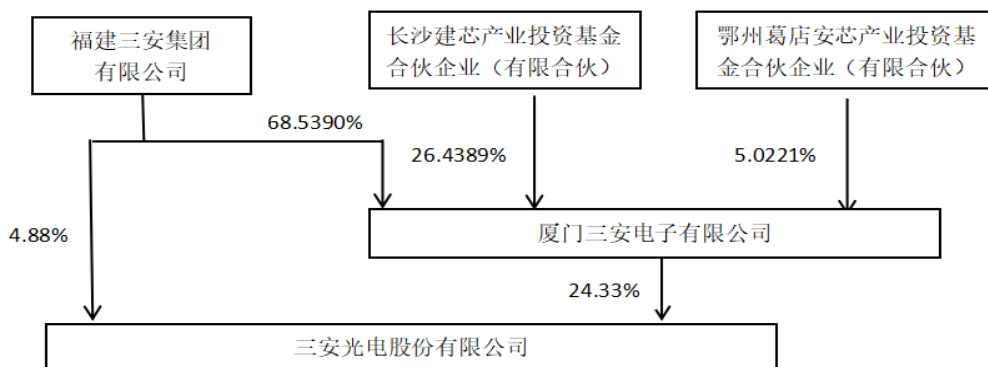 福建三安集团
有限公司
长沙建芯产业投资基金
合伙企业（有限合伙）
鄂州葛店安芯产业投资基
金合伙企业（有限合伙）
68.5390%
26.4389%
5.0221%
厦门三安电子有限公司
4.88%
24.33%
三安光电股份有限公司